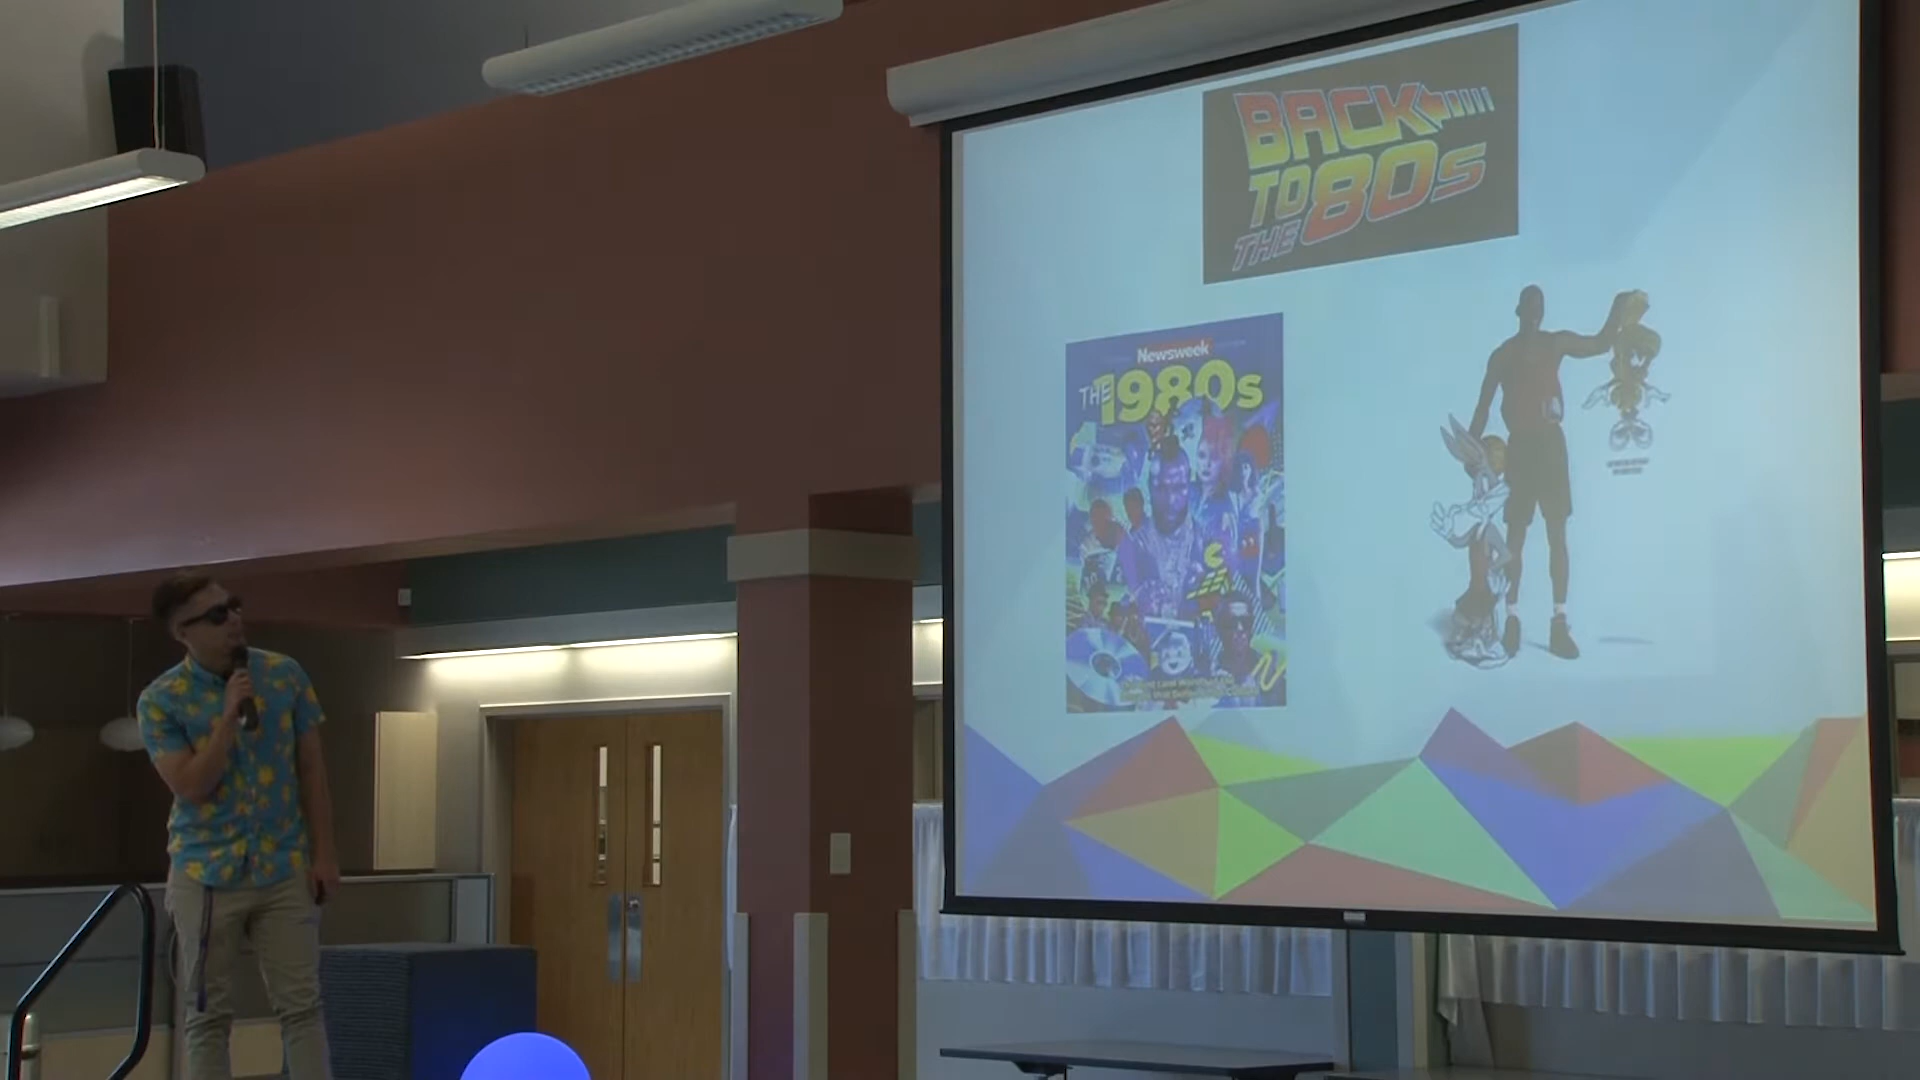 BACK
TO 80s
THE
Newsweek
THE 1980s